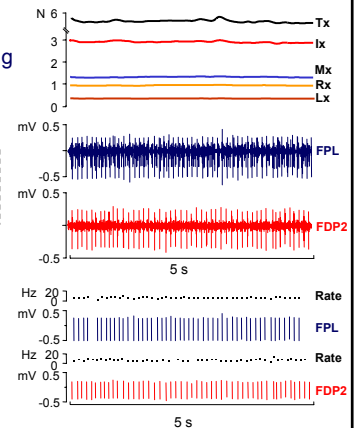 N 6
Tx
3
Ix
g
2
Mx
1
Rx
Lx
0
mV 0.5
FPL
-0.5
mV 0.5
FDP2
-0.5
5 s
Hz 20
0
Rate
mV 0.5
FPL
-0.5
Hz 20
0
Rate
mV 0.5
FDP2
-0.5
5 s